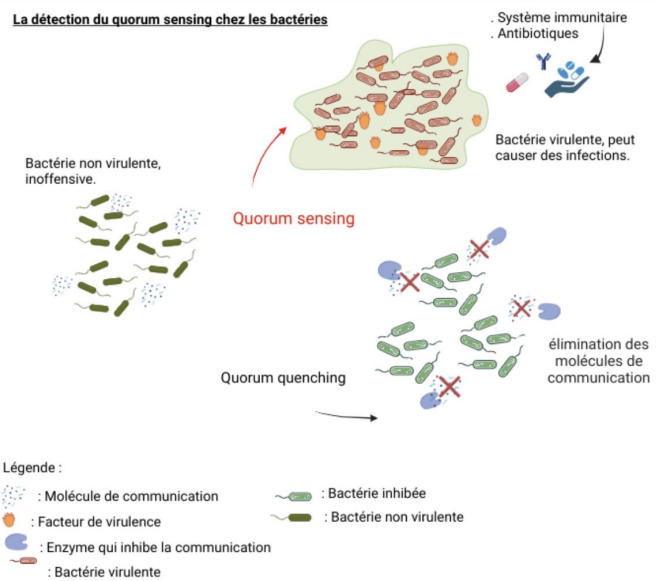 La détection du quorum sensing chez les bactéries
. Système immunitaire
. Antibiotiques
Bactérie virulente, peut
causer des infections.
Bactérie non virulente,
inoffensive.
Quorum sensing
élimination des
molécules de
communication
Quorum quenching
Légende :
: Molécule de communication
: Facteur de virulence
: Enzyme qui inhibe la communication
: Bactérie virulente
: Bactérie inhibée
: Bactérie non virulente